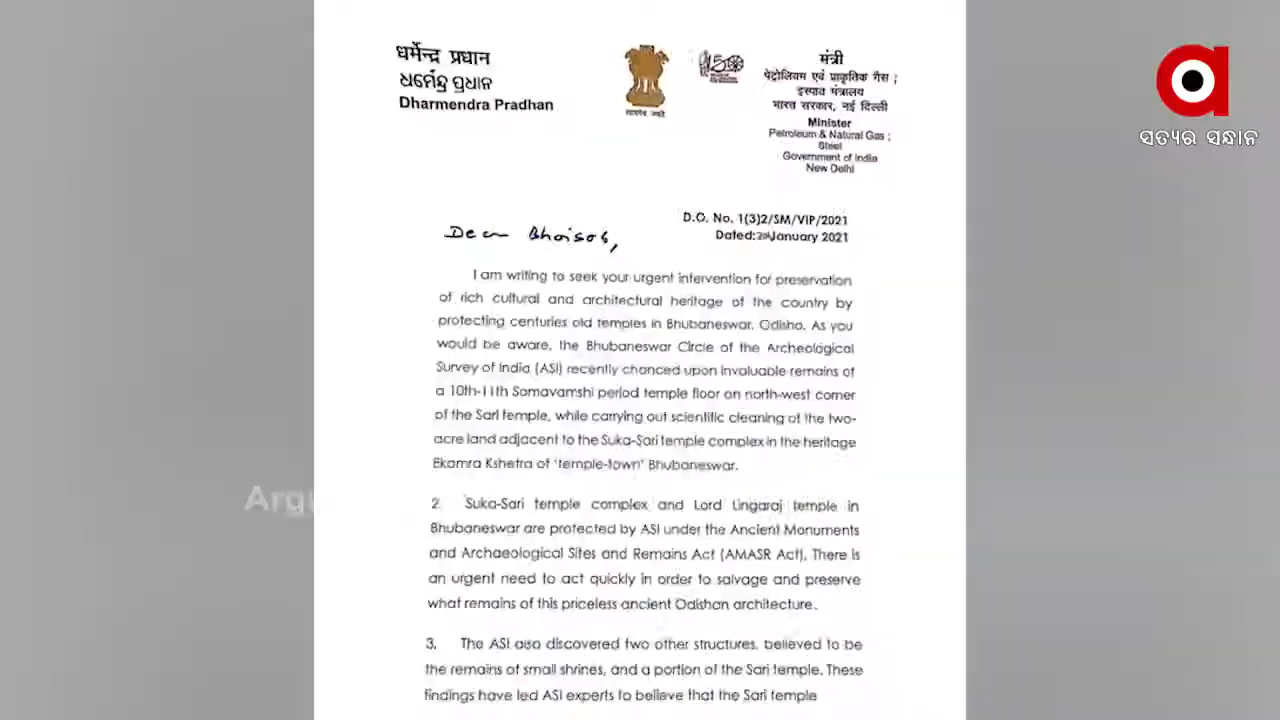 धर्मेन्द्र प्रधान
ଧର୍ମେନ୍ଦ୍ର ପ୍ରଧାନ
Dharmendra Pradhan
सत्यमेव जयते
150
मंत्री
पेट्रोलियम एवं प्राकृतिक गैस ;
इस्पात मंत्रालय
भारत सरकार, नई दिल्ली
Minister
Petroleum & Natural Gas ;
Steel
Government of India
New Delhi
a
ସତ୍ୟର ସନ୍ଧାନ
D.O. No. 1(3)2/SM/VIP/2021
Dated: January 2021
Dear Bhaisab,
I am writing to seek your urgent intervention for preservation
of rich cultural and architectural heritage of the country by
protecting centuries old temples in Bhubaneswar, Odisha. As you
would be aware, the Bhubaneswar Circle of the Archeological
Survey of India (ASI) recently chanced upon invaluable remains of
a 10th-11th Somavamshi period temple floor on north-west corner
of the Sari temple, while carrying out scientific cleaning of the two-
acre land adjacent to the Suka-Sari temple complex in the heritage
Ekamra Kshetra of 'temple-town' Bhubaneswar.
2. Suka-Sari temple complex and Lord Lingaraj temple in
Bhubaneswar are protected by ASI under the Ancient Monuments
and Archaeological Sites and Remains Act (AMASR Act). There is
an urgent need to act quickly in order to salvage and preserve
what remains of this priceless ancient Odishan architecture.
3. The ASI also discovered two other structures, believed to be
the remains of small shrines, and a portion of the Sari temple. These
findings have led ASI experts to believe that the Sari temple
Argu